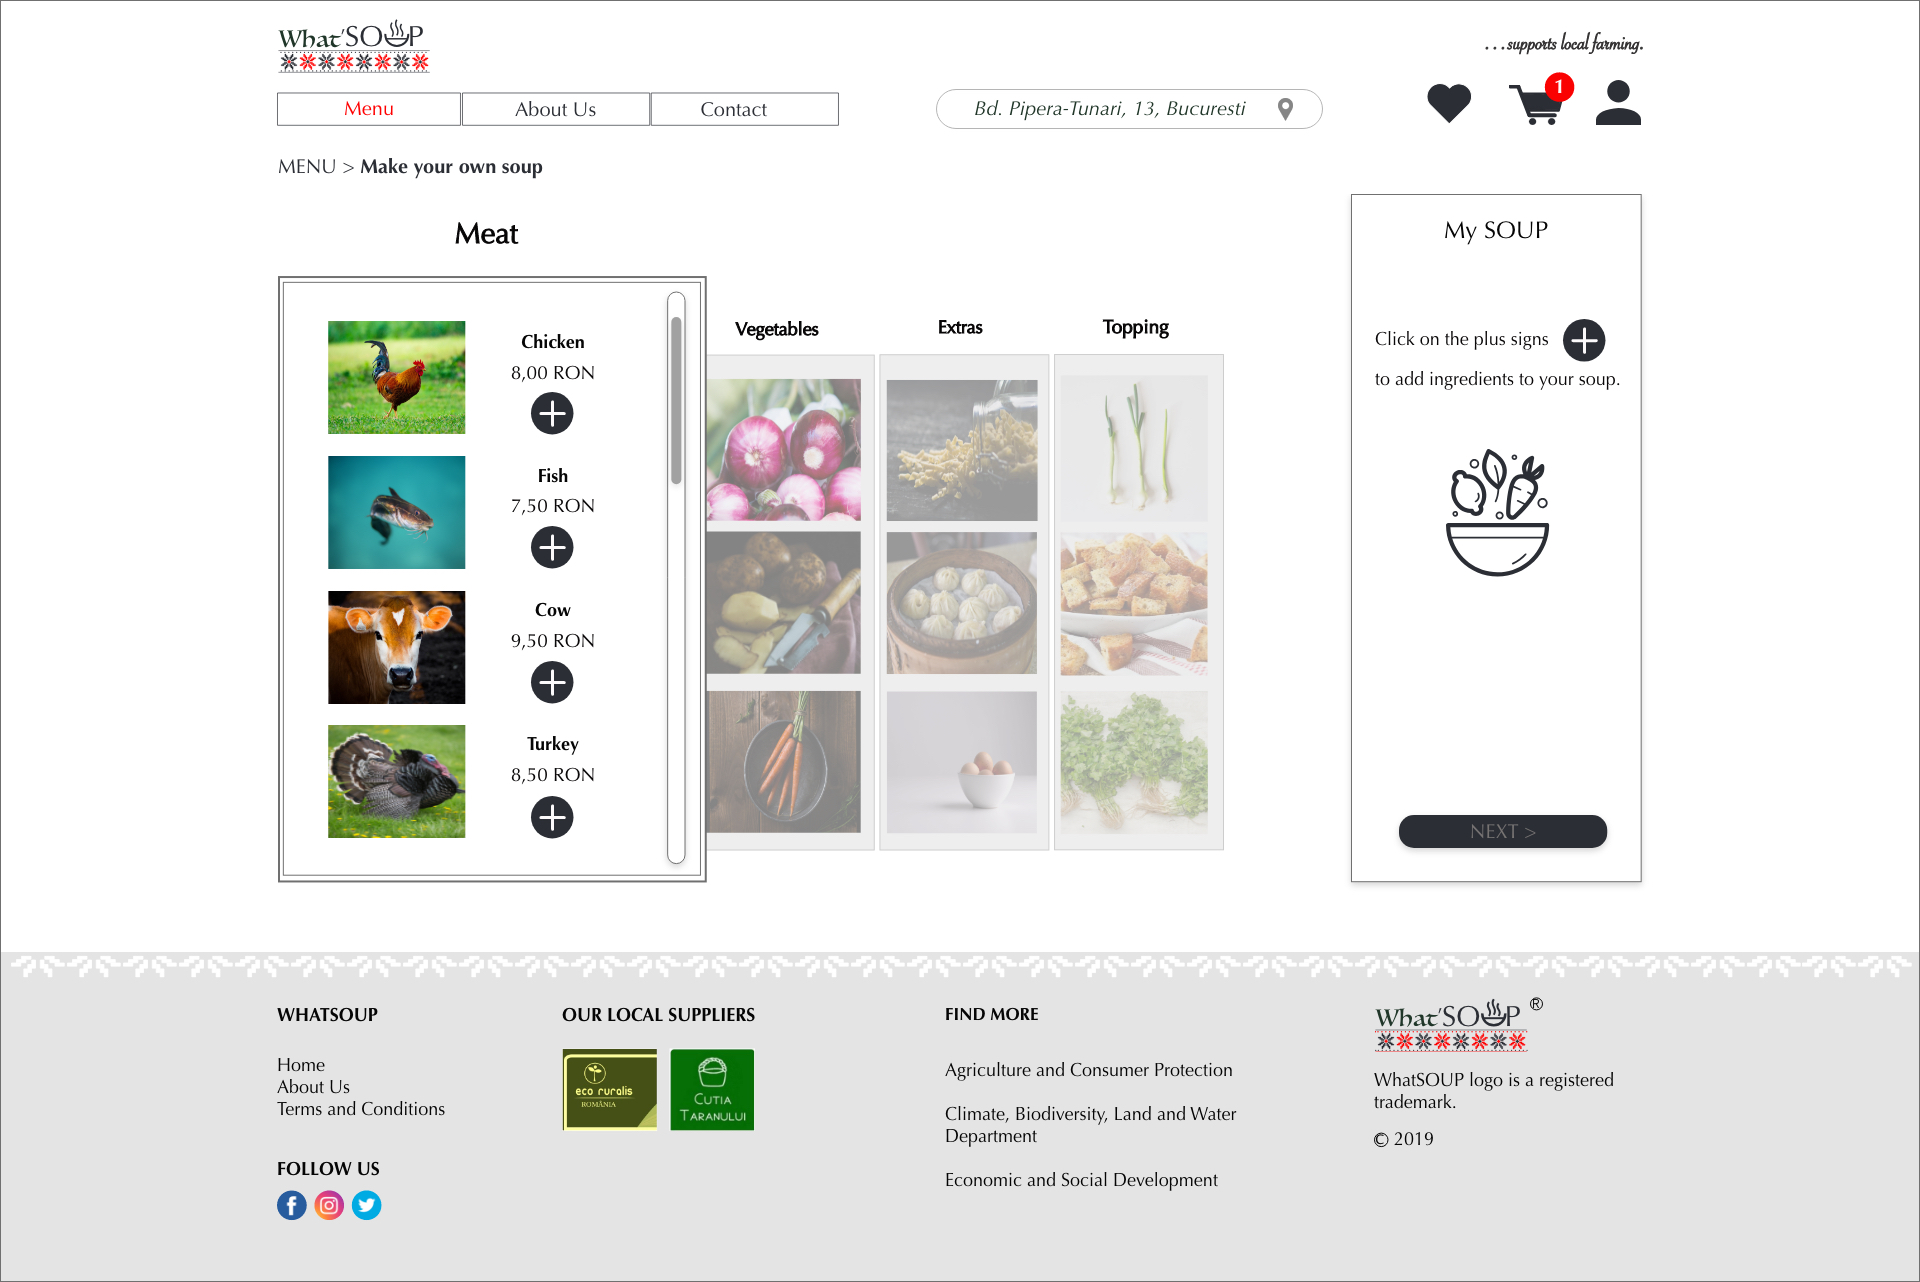 What'SOUP
...supports local farming.
Menu
About Us
Contact
Bd. Pipera-Tunari, 13, Bucuresti
1
MENU > Make your own soup
Meat
My SOUP
Vegetables
Extras
Topping
Chicken
8,00 RON
Fish
7,50 RON
Cow
9,50 RON
Turkey
8,50 RON
Click on the plus signs
to add ingredients to your soup.
NEXT >
WHATSOUP
Home
About Us
Terms and Conditions
FOLLOW US
OUR LOCAL SUPPLIERS
eco ruralis
ROMÂNIA
CUTIA
TARANULUI
FIND MORE
Agriculture and Consumer Protection
Climate, Biodiversity, Land and Water
Department
Economic and Social Development
What'SOUP ®
WhatSOUP logo is a registered
trademark.
© 2019